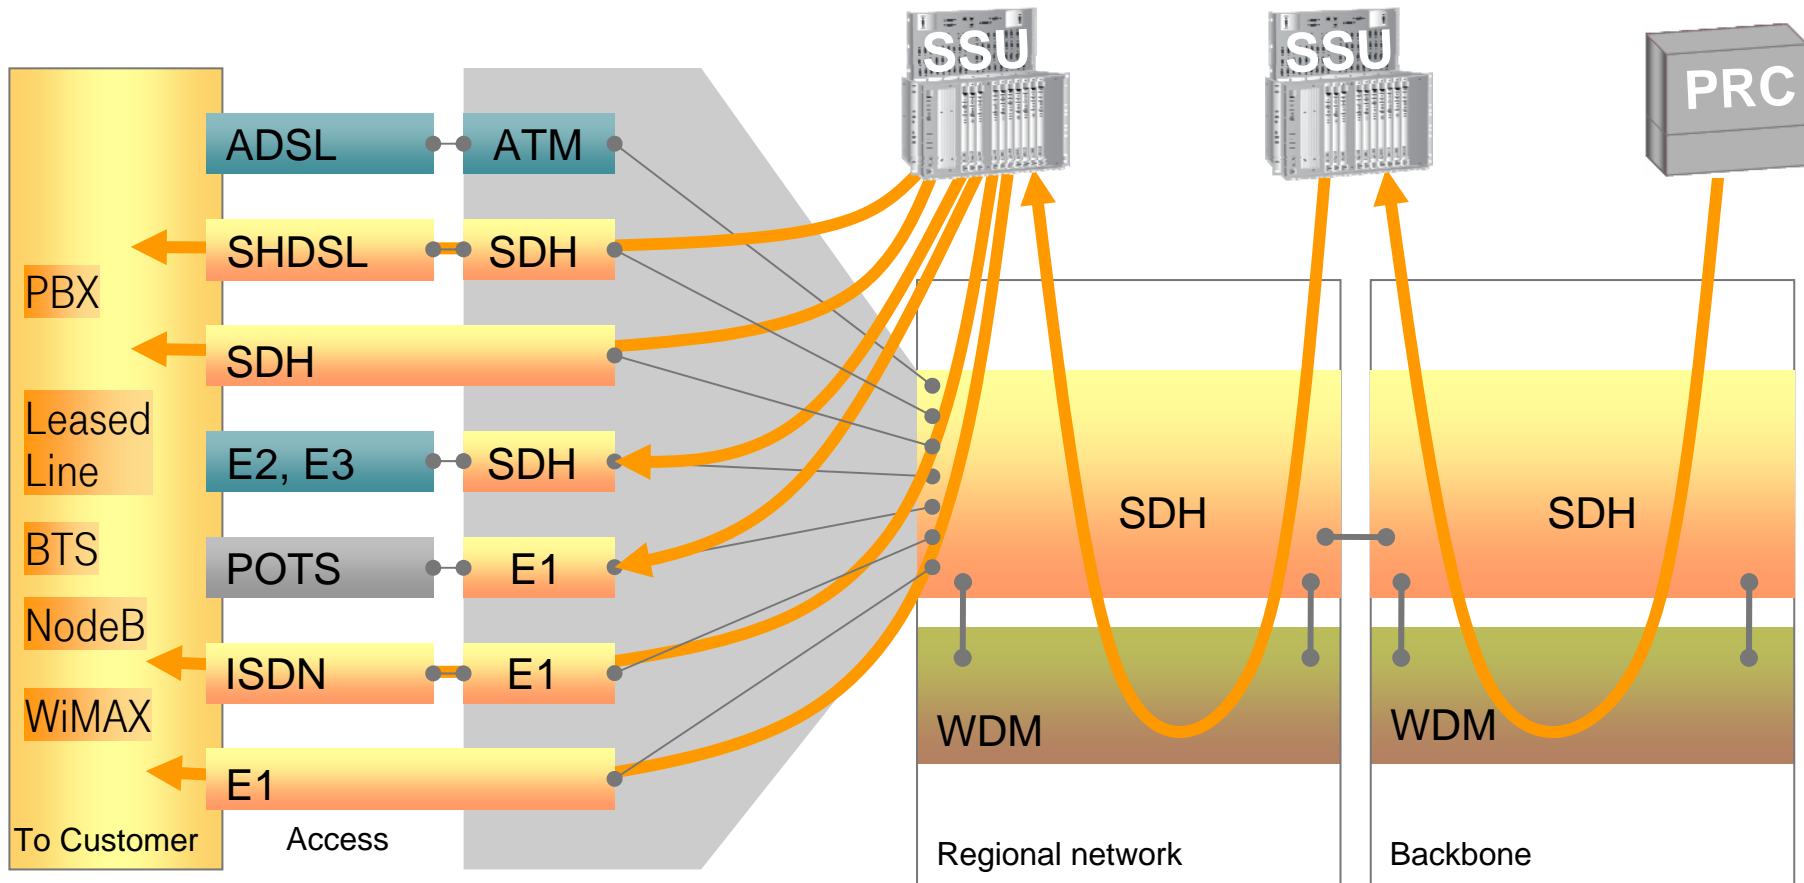 SSU
SSU
PRC
ADSL
ATM
SHDSL
SDH
PBX
SDH
Leased
Line
E2, E3
SDH
SDH
SDH
BTS
POTS
E1
NodeB
ISDN
E1
WiMAX
WDM
WDM
E1
To Customer
Access
Regional network
Backbone